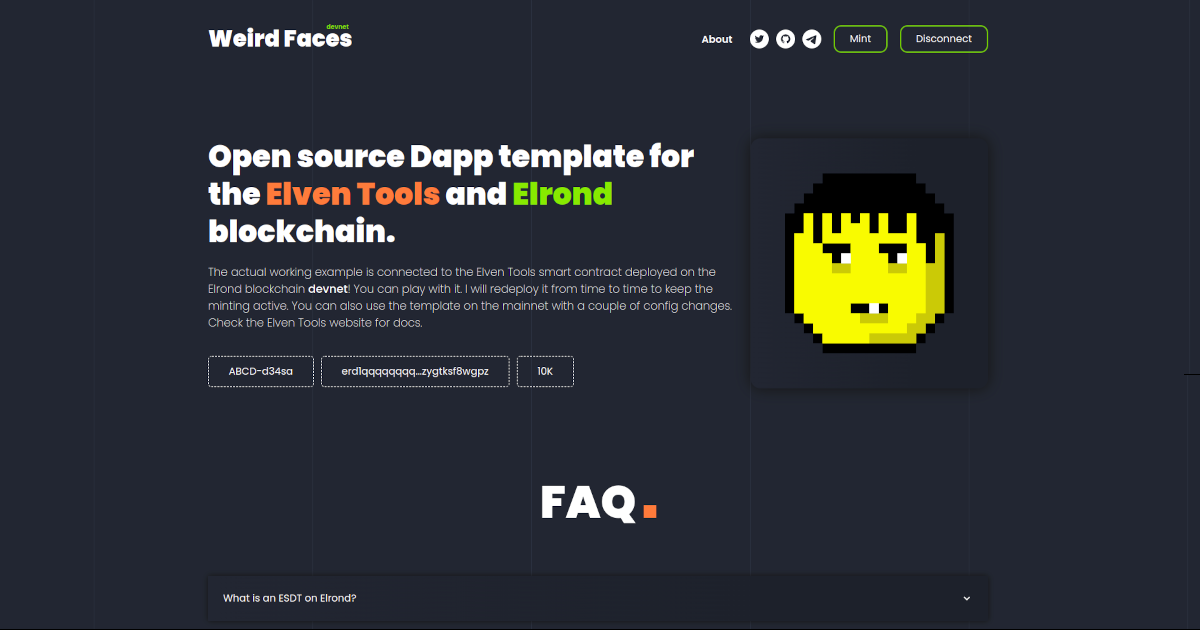 devnet
Weird Faces
About
Mint
Disconnect
Open source Dapp template for
the Elven Tools and Elrond
blockchain.
The actual working example is connected to the Elven Tools smart contract deployed on the
Elrond blockchain devnet! You can play with it. I will redeploy it from time to time to keep the
minting active. You can also use the template on the mainnet with a couple of config changes.
Check the Elven Tools website for docs.
ABCD-d34sa
erd1qqqqqqqq...zygtksf8wgpz
10K
FAQ.
What is an ESDT on Elrond?